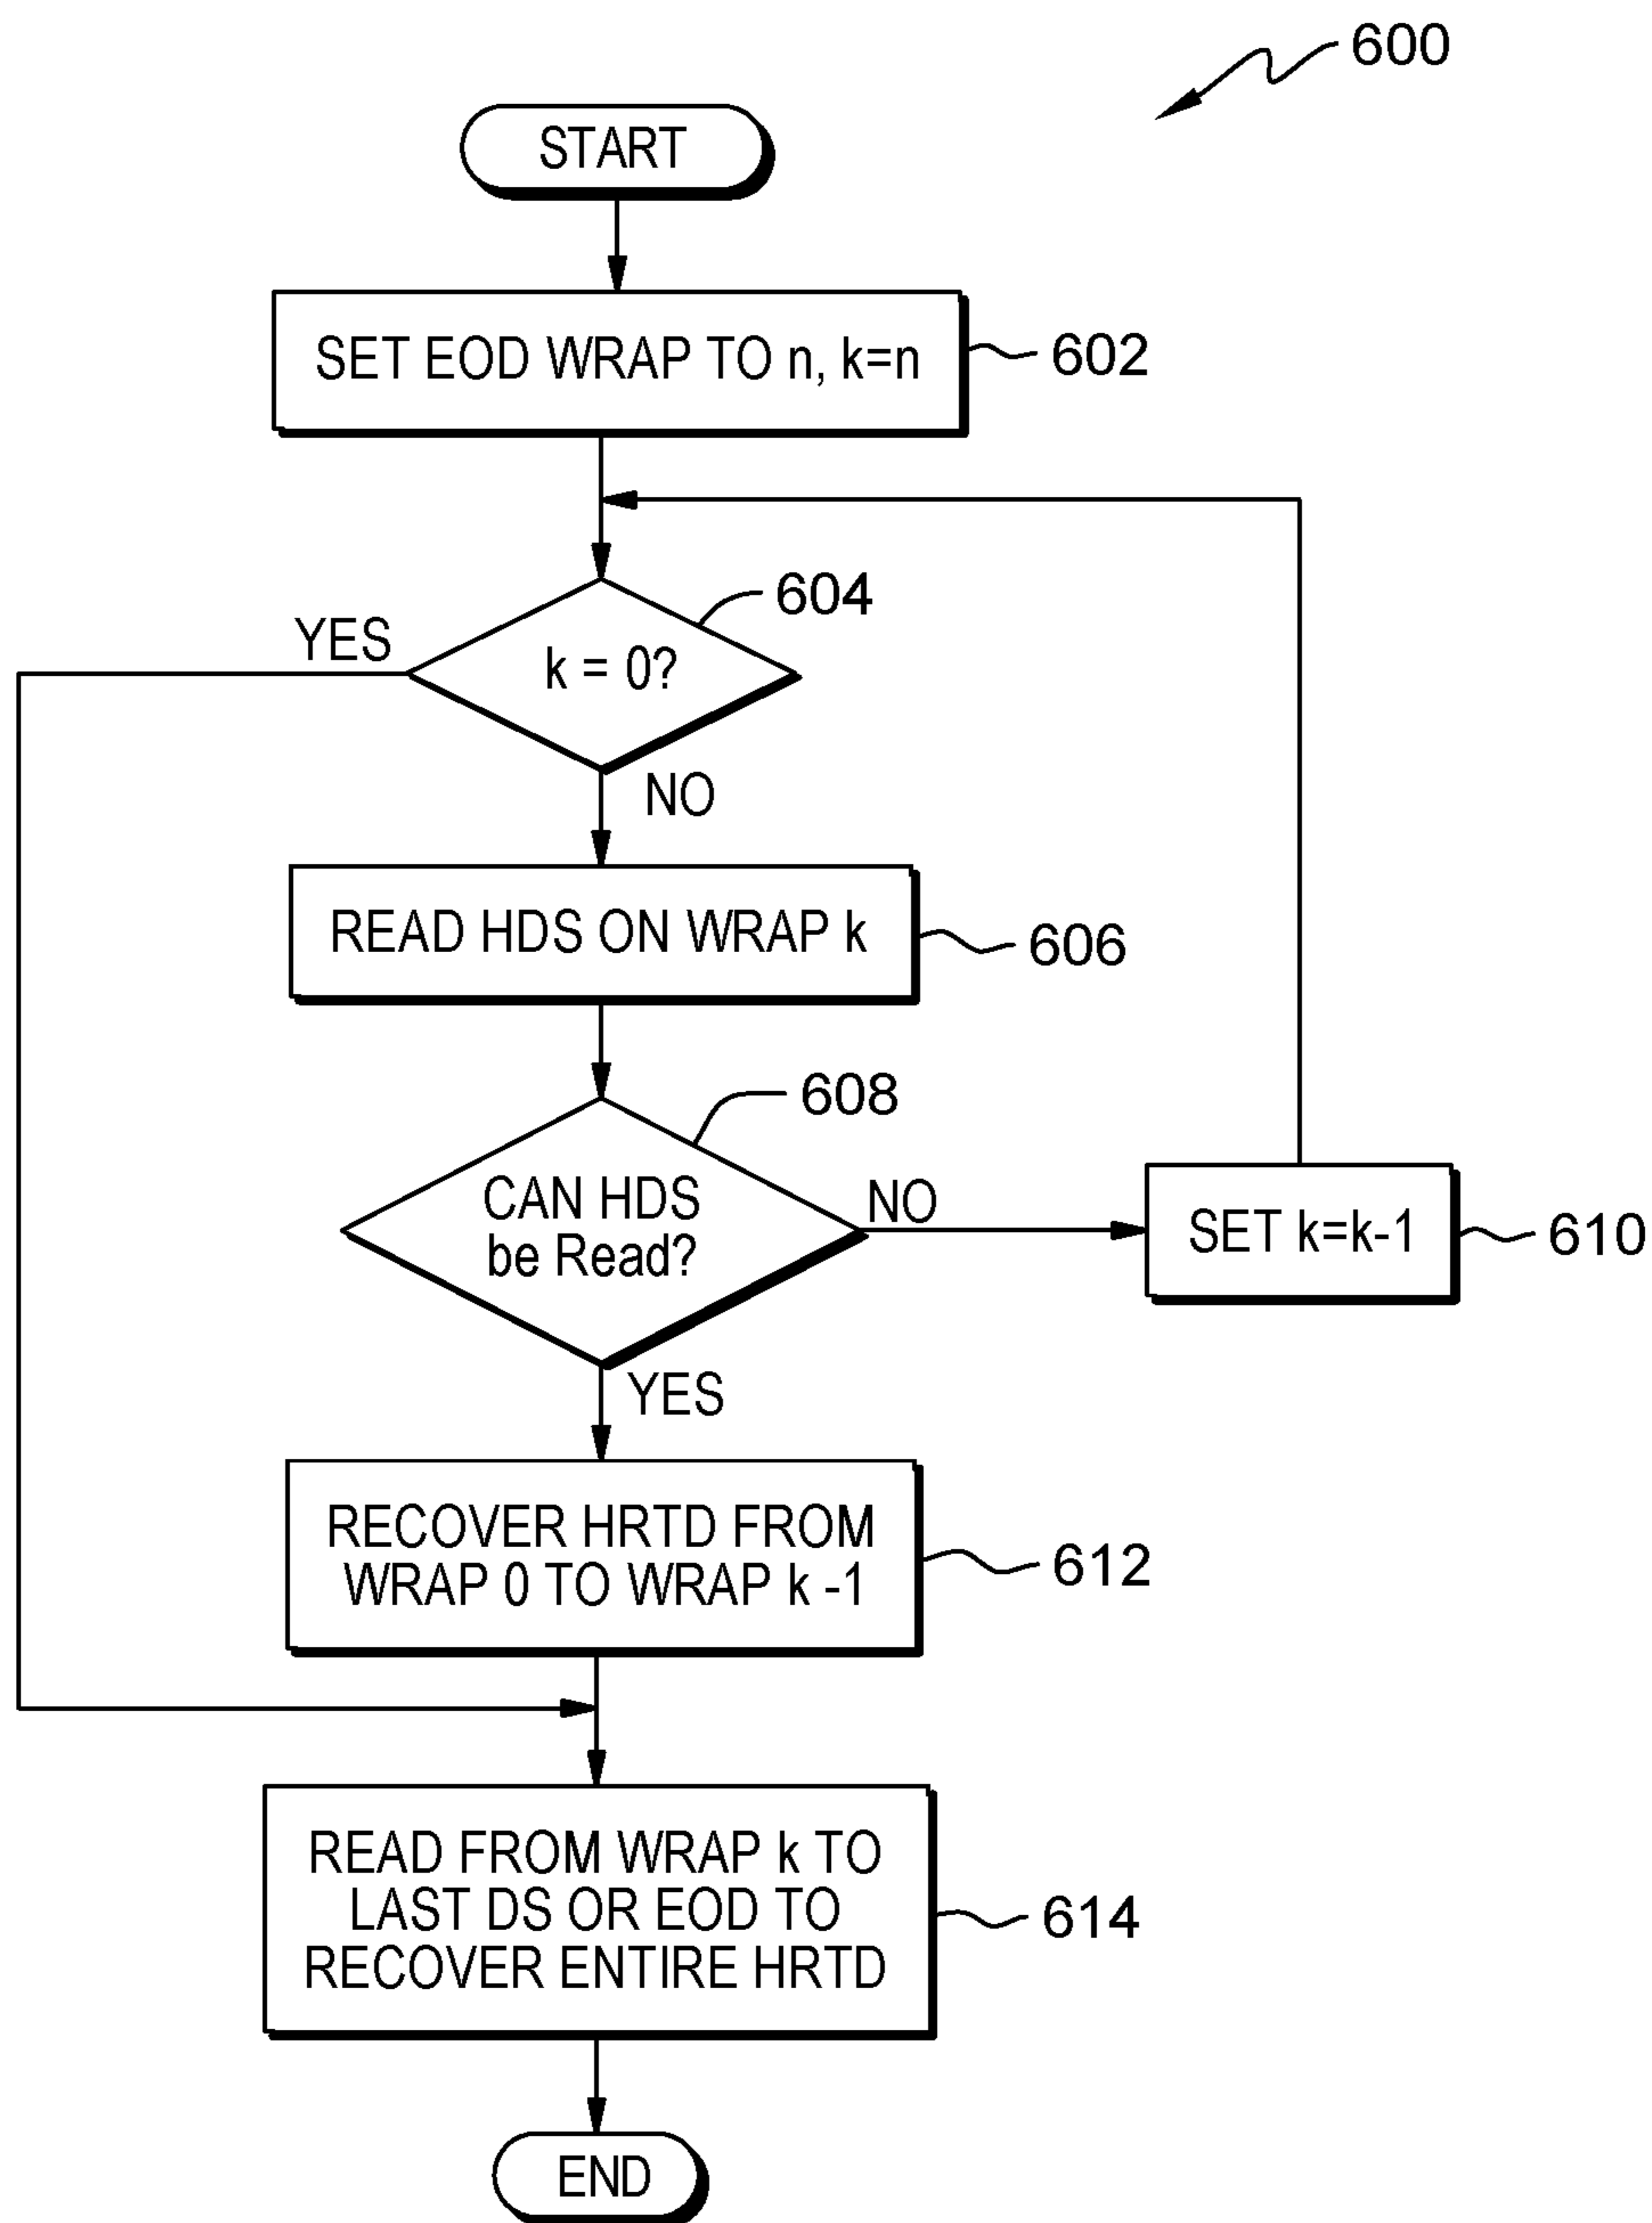 600
START
SET EOD WRAP TO n, k=n
602
604
YES
k = 0?
NO
READ HDS ON WRAP k
606
608
CAN HDS
be Read?
NO
SET k=k-1
610
YES
RECOVER HRTD FROM
WRAP 0 TO WRAP k -1
612
READ FROM WRAP k TO
LAST DS OR EOD TO
RECOVER ENTIRE HRTD
614
END